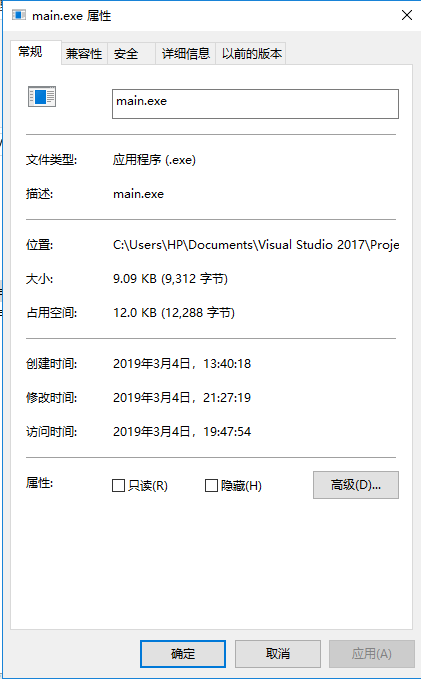 main.exe 属性
常规 兼容性 安全 详细信息 以前的版本
main.exe
文件类型: 应用程序 (.exe)
描述: main.exe
位置: C:\Users\HP\Documents\Visual Studio 2017\Proje
大小: 9.09 KB (9,312 字节)
占用空间: 12.0 KB (12,288 字节)
创建时间: 2019年3月4日，13:40:18
修改时间: 2019年3月4日，21:27:19
访问时间: 2019年3月4日，19:47:54
属性: 只读(R) 隐藏(H) 高级(D)...
确定 取消 应用(A)